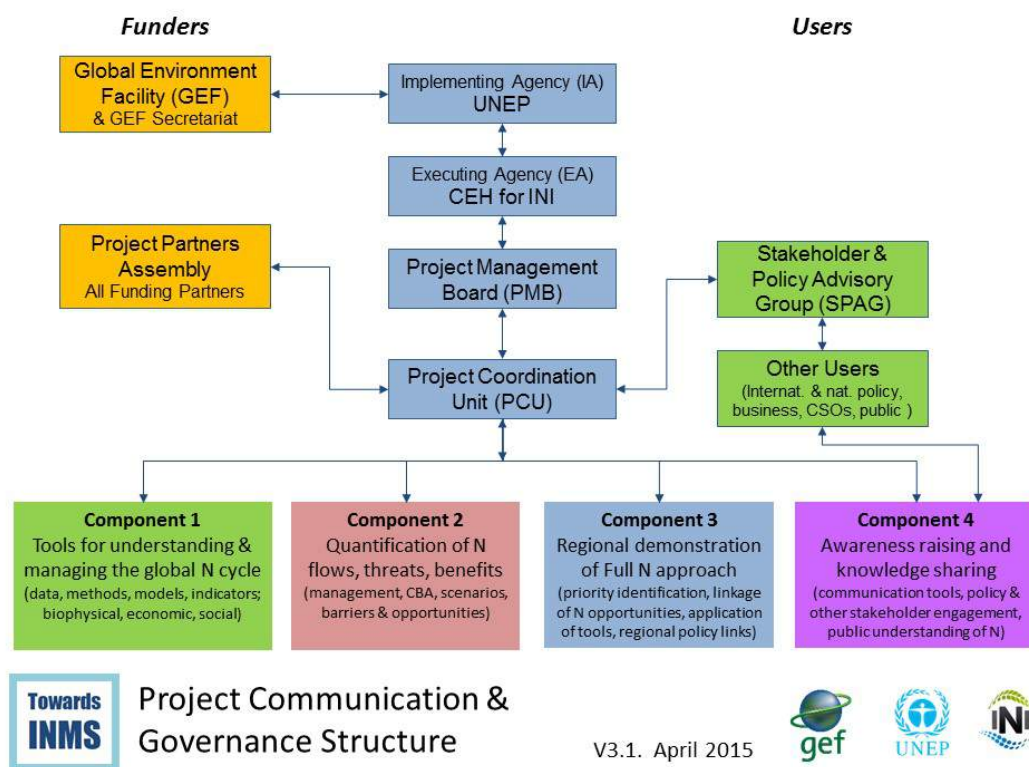 Funders
Users
Global Environment
Facility (GEF)
& GEF Secretariat
Implementing Agency (IA)
UNEP
Executing Agency (EA)
CEH for INI
Project Partners
Assembly
All Funding Partners
Project Management
Board (PMB)
Stakeholder &
Policy Advisory
Group (SPAG)
Project Coordination
Unit (PCU)
Other Users
(Internat. & nat. policy,
business, CSOs, public )
Component 1
Tools for understanding &
managing the global N cycle
(data, methods, models, indicators;
biophysical, economic, social)
Component 2
Quantification of N
flows, threats, benefits
(management, CBA, scenarios,
barriers & opportunities)
Component 3
Regional demonstration
of Full N approach
(priority identification, linkage
of N opportunities, application
of tools, regional policy links)
Component 4
Awareness raising and
knowledge sharing
(communication tools, policy &
other stakeholder engagement,
public understanding of N)
Towards
INMS
Project Communication &
Governance Structure
V3.1. April 2015
gef
UNEP
iNi